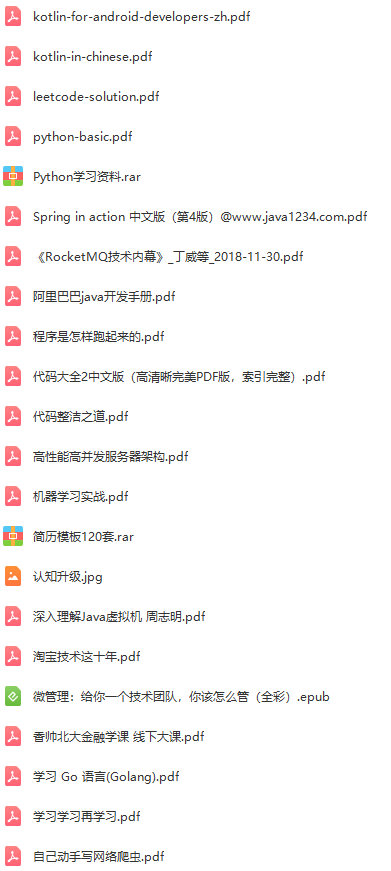 kotlin-for-android-developers-zh.pdf
kotlin-in-chinese.pdf
leetcode-solution.pdf
python-basic.pdf
Python学习资料.rar
Spring in action 中文版（第4版）@www.java1234.com.pdf
《RocketMQ技术内幕》_丁威等_2018-11-30.pdf
阿里巴巴java开发手册.pdf
程序是怎样跑起来的.pdf
代码大全2中文版（高清晰完美PDF版，索引完整）.pdf
代码整洁之道.pdf
高性能高并发服务器架构.pdf
机器学习实战.pdf
简历模板120套.rar
认知升级.jpg
深入理解Java虚拟机 周志明.pdf
淘宝技术这十年.pdf
微管理：给你一个技术团队，你该怎么管（全彩）.epub
香帅北大金融学课 线下大课.pdf
学习 Go 语言(Golang).pdf
学习学习再学习.pdf
自己动手写网络爬虫.pdf